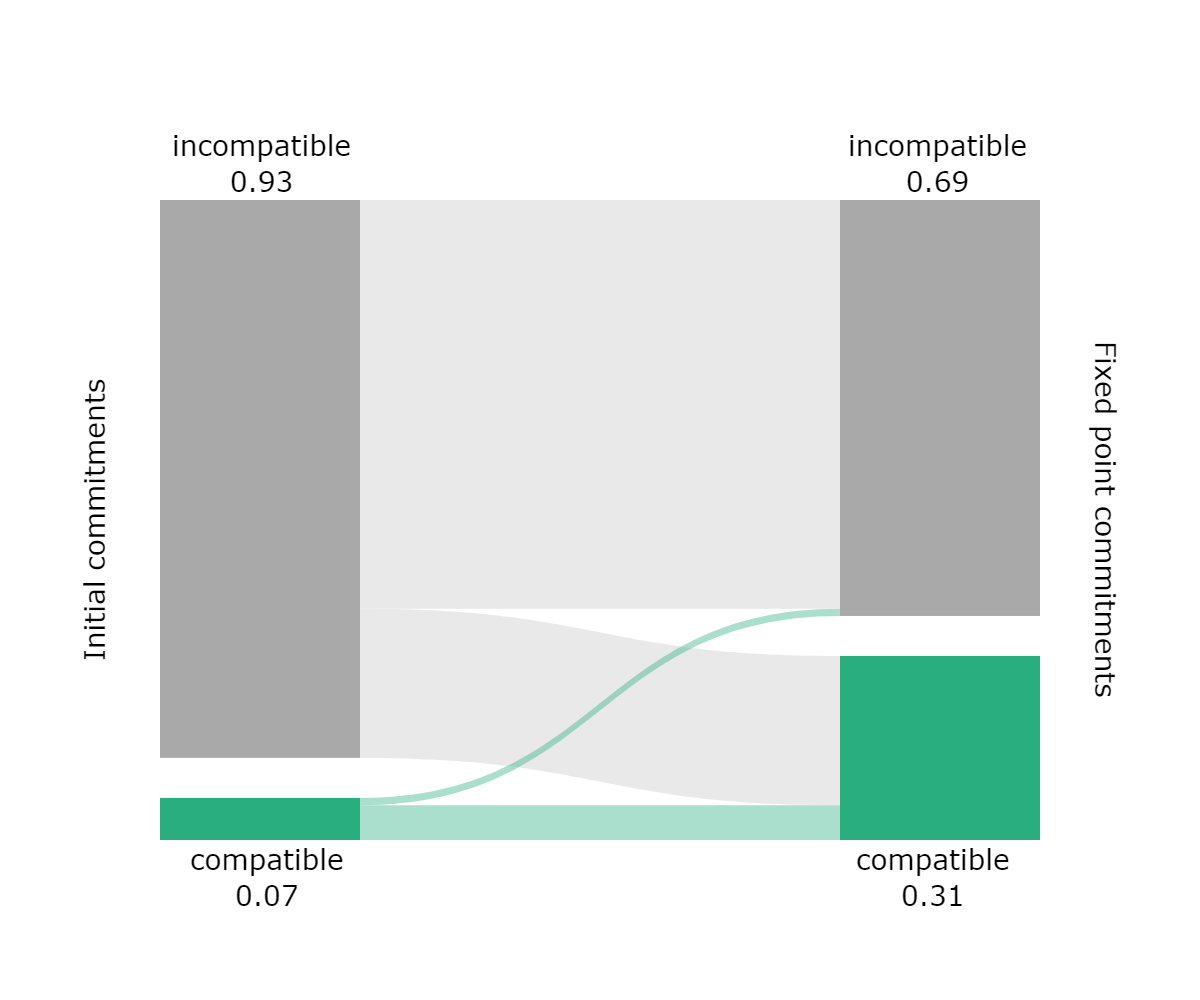 incompatible
0.93
incompatible
0.69
Initial commitments
Fixed point commitments
compatible
0.07
compatible
0.31